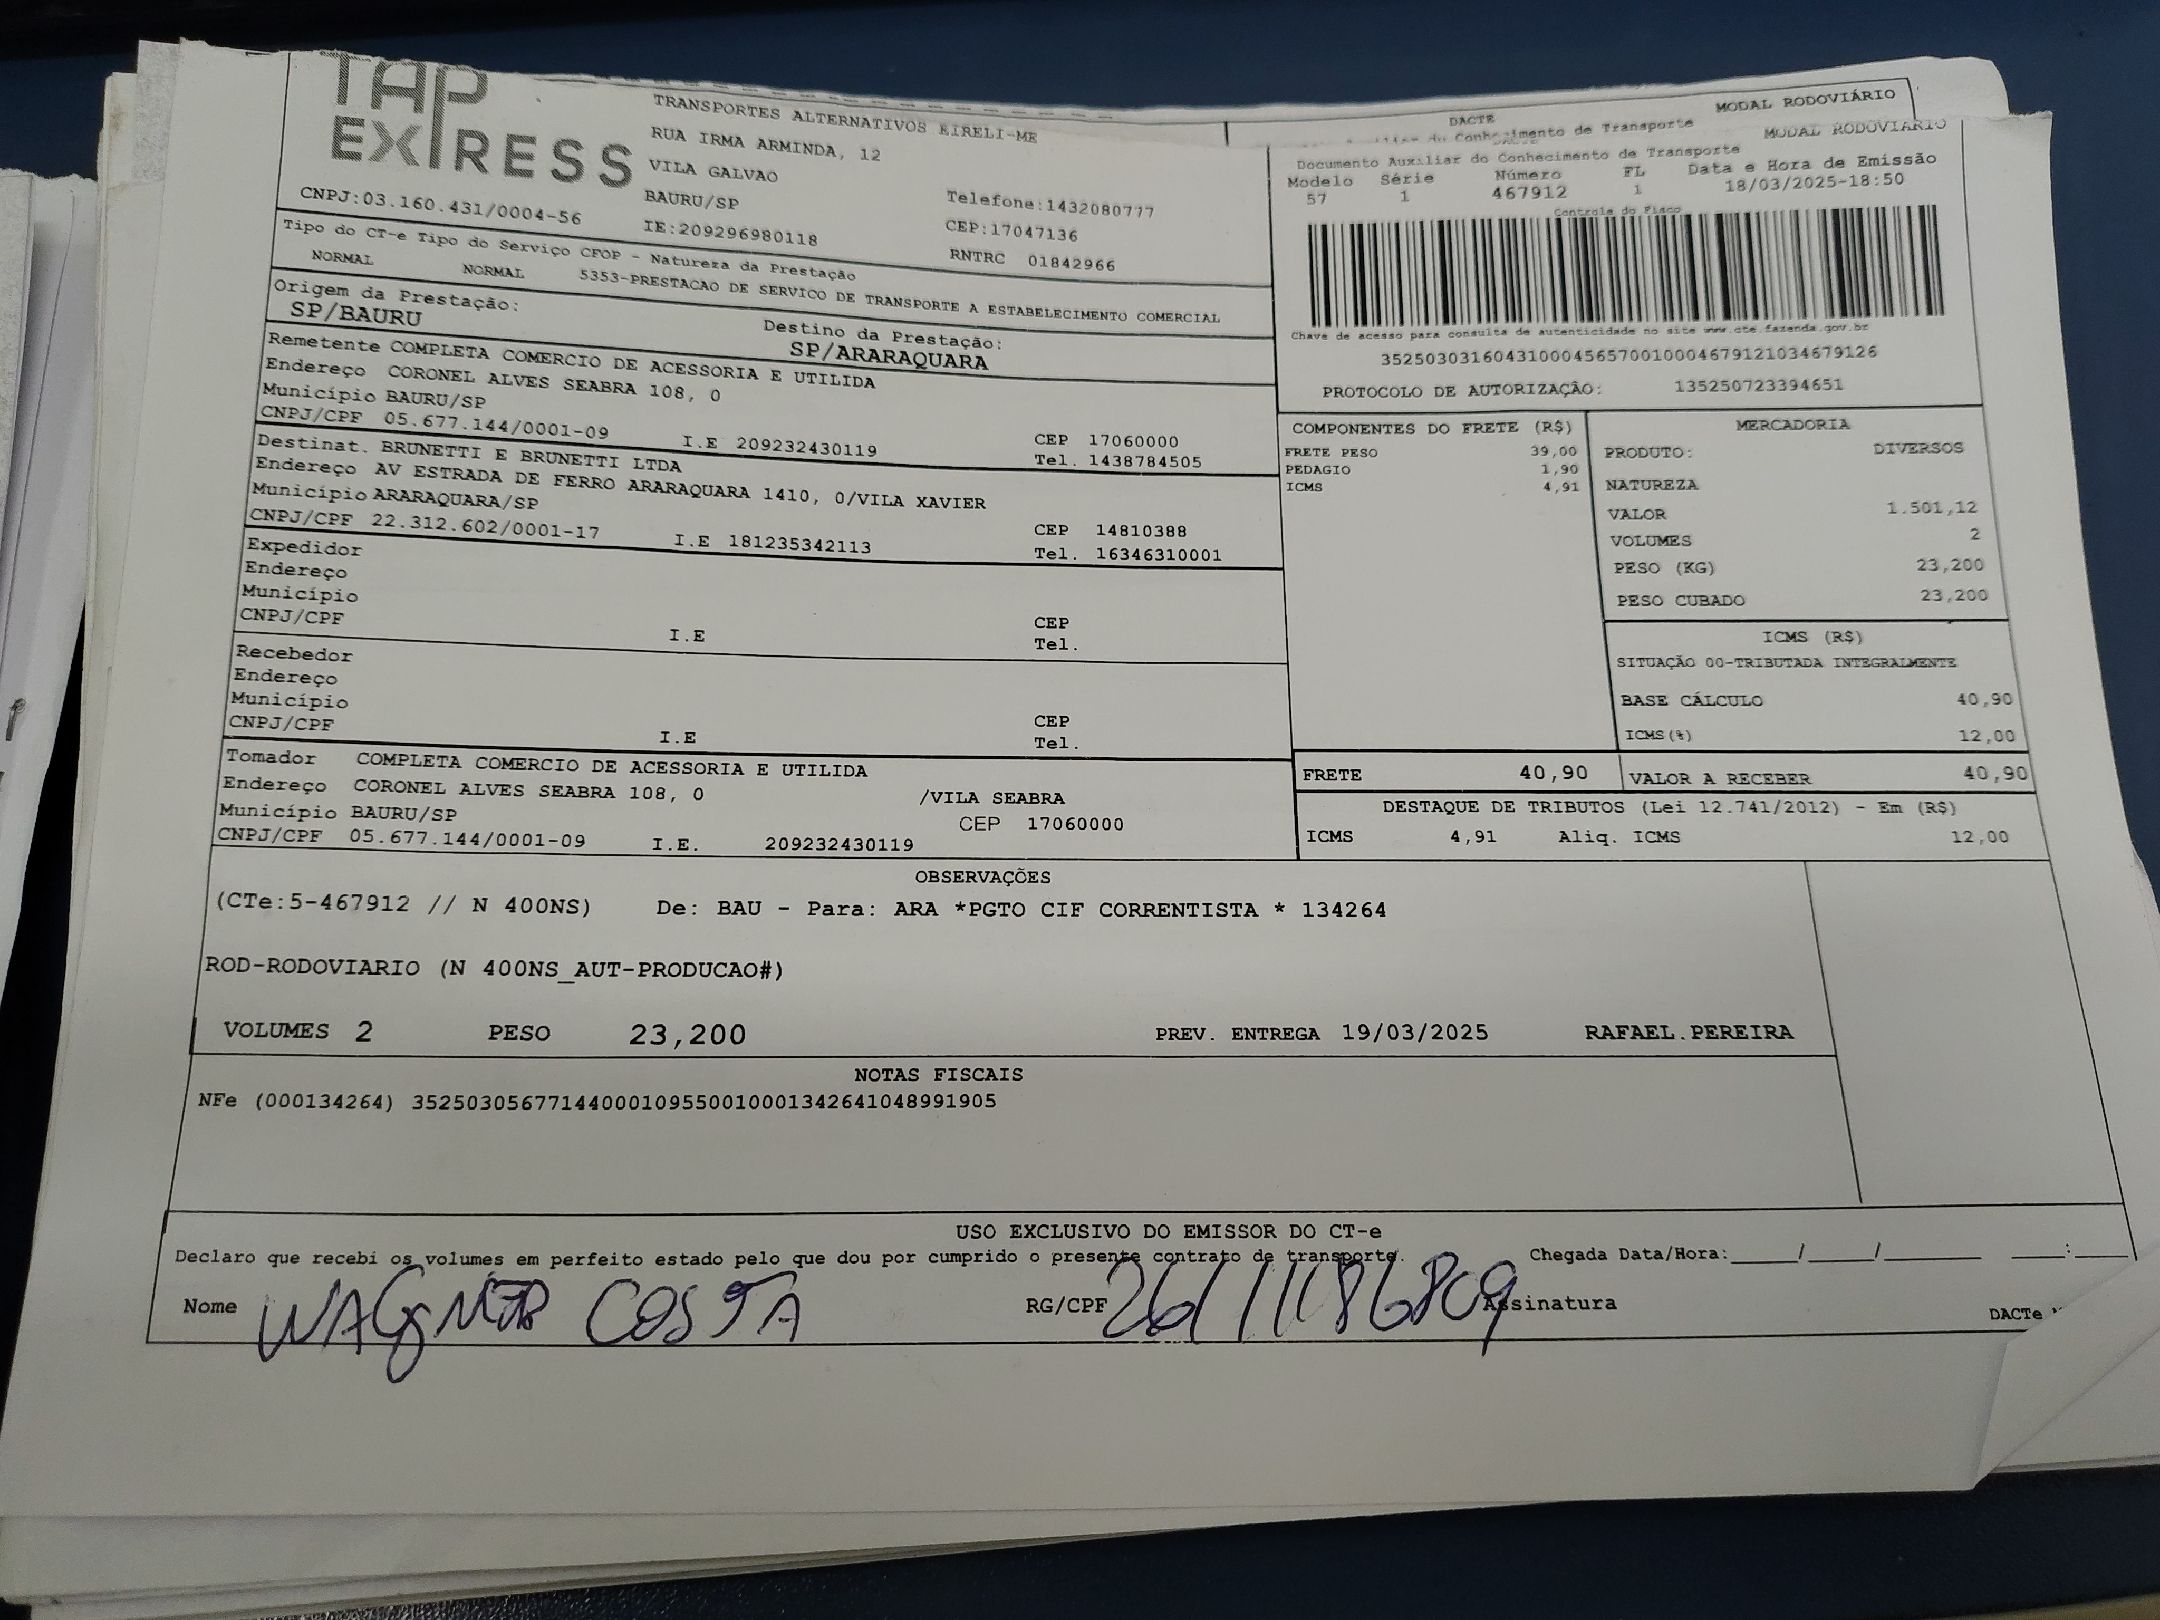 TAP
EXPRESS
TRANSPORTES ALTERNATIVOS EIRELI-ME
RUA IRMA ARMINDA, 12
VILA GALVAO
BAURU/SP Telefone:1432080777
CNPJ:03.160.431/0004-56 IE:209296980118 CEP:17047136
RNTRC 01842966
Tipo do CT-e Tipo do Serviço CFOP - Natureza da Prestação
NORMAL NORMAL 5353-PRESTACAO DE SERVICO DE TRANSPORTE A ESTABELECIMENTO COMERCIAL
Origem da Prestação: Destino da Prestação:
SP/BAURU SP/ARARAQUARA
Remetente COMPLETA COMERCIO DE ACESSORIA E UTILIDA
Endereço CORONEL ALVES SEABRA 108, 0
Município BAURU/SP CEP 17060000
CNPJ/CPF 05.677.144/0001-09 I.E 209232430119 Tel. 1438784505
Destinat. BRUNETTI E BRUNETTI LTDA
Endereço AV ESTRADA DE FERRO ARARAQUARA 1410, 0/VILA XAVIER
Município ARARAQUARA/SP CEP 14810388
CNPJ/CPF 22.312.602/0001-17 I.E 181235342113 Tel. 16346310001
Expedidor
Endereço
Município CEP
CNPJ/CPF I.E Tel.
Recebedor
Endereço
Município CEP
CNPJ/CPF I.E Tel.
Tomador COMPLETA COMERCIO DE ACESSORIA E UTILIDA
Endereço CORONEL ALVES SEABRA 108, 0 /VILA SEABRA
Município BAURU/SP CEP 17060000
CNPJ/CPF 05.677.144/0001-09 I.E. 209232430119
DACTE MODAL RODOVIÁRIO
do Conhecimento de Transporte MODAL RODOVIARIO
Documento Auxiliar do Conhecimento de Transporte
Modelo Série Número FL Data e Hora de Emissão
57 1 467912 1 18/03/2025-18:50
Controle do Fisco
Chave de acesso para consulta de autenticidade no site www.cte.fazenda.gov.br
35250303160431000456570010004679121034679126
PROTOCOLO DE AUTORIZAÇÃO: 135250723394651
COMPONENTES DO FRETE (R$)
FRETE PESO 39,00
PEDAGIO 1,90
ICMS 4,91
MERCADORIA
PRODUTO: DIVERSOS
NATUREZA
VALOR 1.501,12
VOLUMES 2
PESO (KG) 23,200
PESO CUBADO 23,200
ICMS (R$)
SITUAÇÃO 00-TRIBUTADA INTEGRALMENTE
BASE CÁLCULO 40,90
ICMS(%) 12,00
FRETE 40,90 VALOR A RECEBER 40,90
DESTAQUE DE TRIBUTOS (Lei 12.741/2012) - Em (R$)
ICMS 4,91 Aliq. ICMS 12,00
OBSERVAÇÕES
(CTe:5-467912 // N 400NS) De: BAU - Para: ARA *PGTO CIF CORRENTISTA * 134264
ROD-RODOVIARIO (N 400NS_AUT-PRODUCAO#)
VOLUMES 2 PESO 23,200 PREV. ENTREGA 19/03/2025 RAFAEL.PEREIRA
NOTAS FISCAIS
NFe (000134264) 35250305677144000109550010001342641048991905
USO EXCLUSIVO DO EMISSOR DO CT-e
Declaro que recebi os volumes em perfeito estado pelo que dou por cumprido o presente contrato de transporte. Chegada Data/Hora:_____/_____/_______ ____:____
Nome WAGNER COSTA RG/CPF Assinatura DACTe